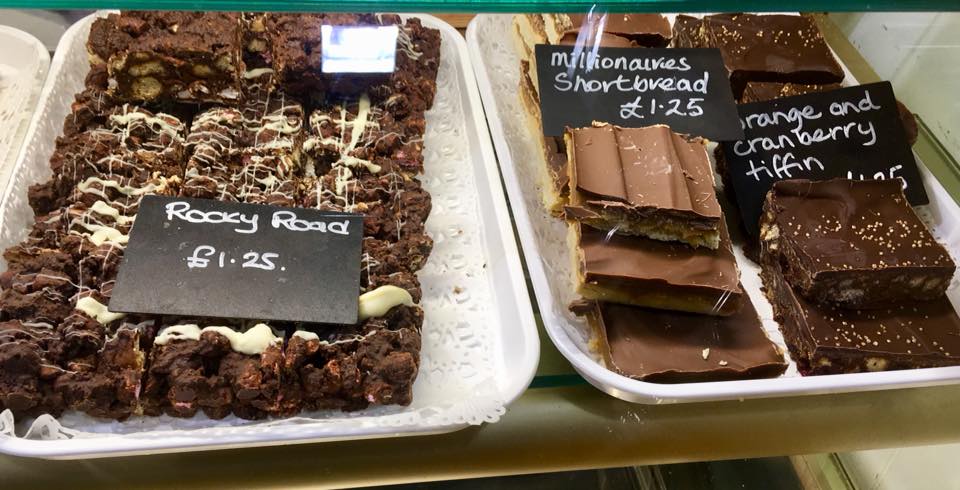 Rocky Road
£1.25.
millionaires
Shortbread
£1.25
orange and
cranberry
tiffin